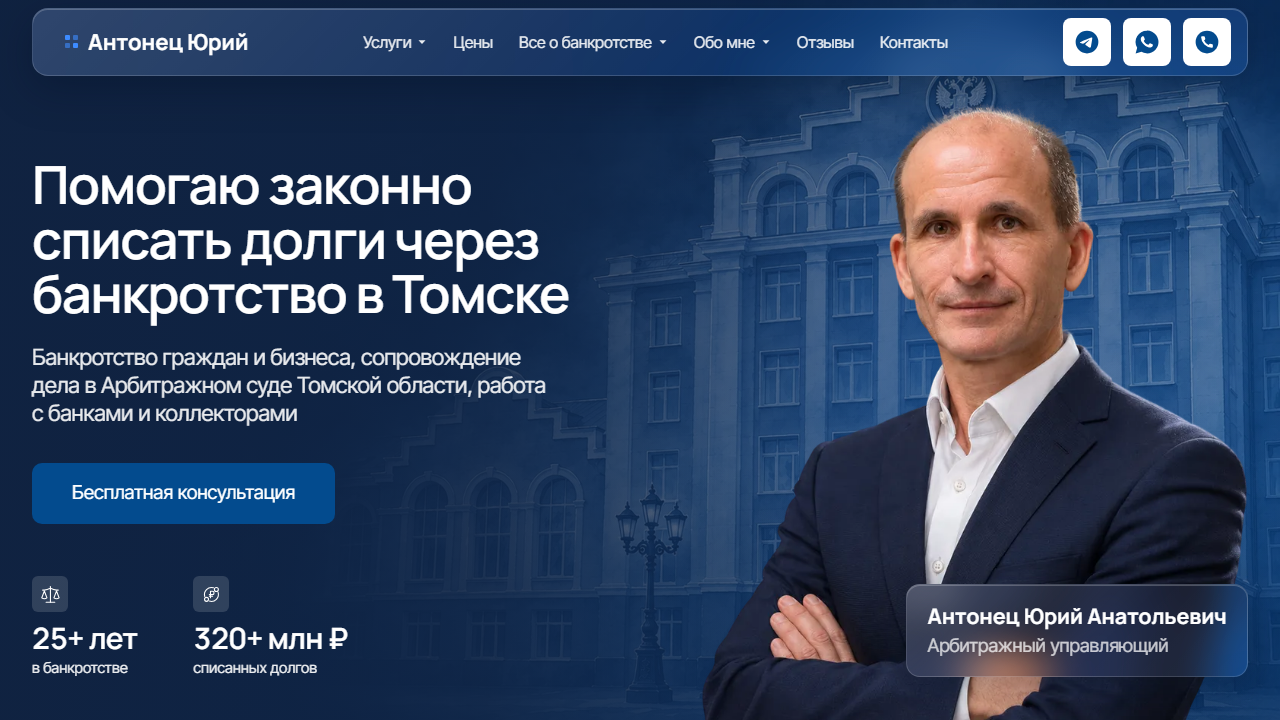 Антонец Юрий
Услуги
Цены
Все о банкротстве
Обо мне
Отзывы
Контакты
Помогаю законно
списать долги через
банкротство в Томске
Банкротство граждан и бизнеса, сопровождение
дела в Арбитражном суде Томской области, работа
с банками и коллекторами
Бесплатная консультация
25+ лет
в банкротстве
320+ млн ₽
списанных долгов
Антонец Юрий Анатольевич
Арбитражный управляющий